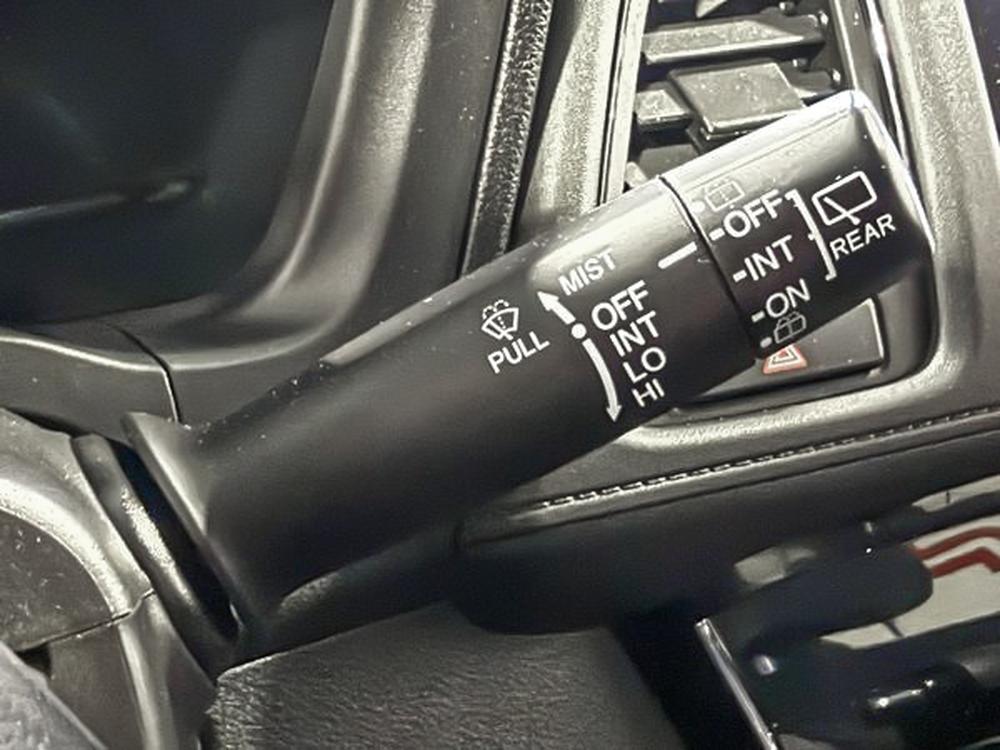 PULL
MIST
OFF
INT
LO
HI
-OFF
-INT
-ON
REAR